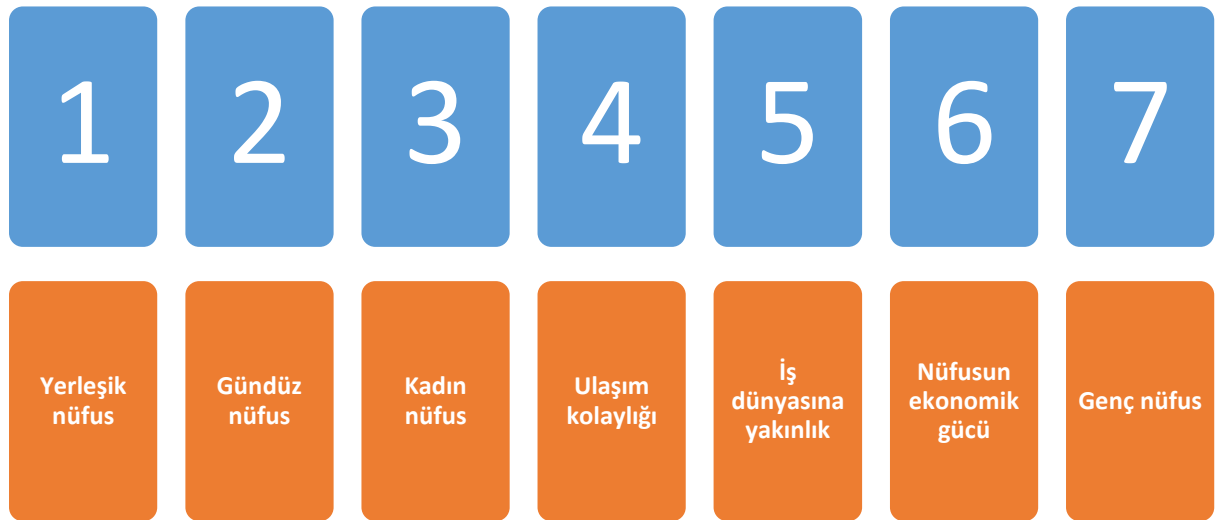 1
2
3
4
5
6
7
Yerleşik
nüfus
Gündüz
nüfus
Kadın
nüfus
Ulaşım
kolaylığı
İş
dünyasına
yakınlık
Nüfusun
ekonomik
gücü
Genç nüfus